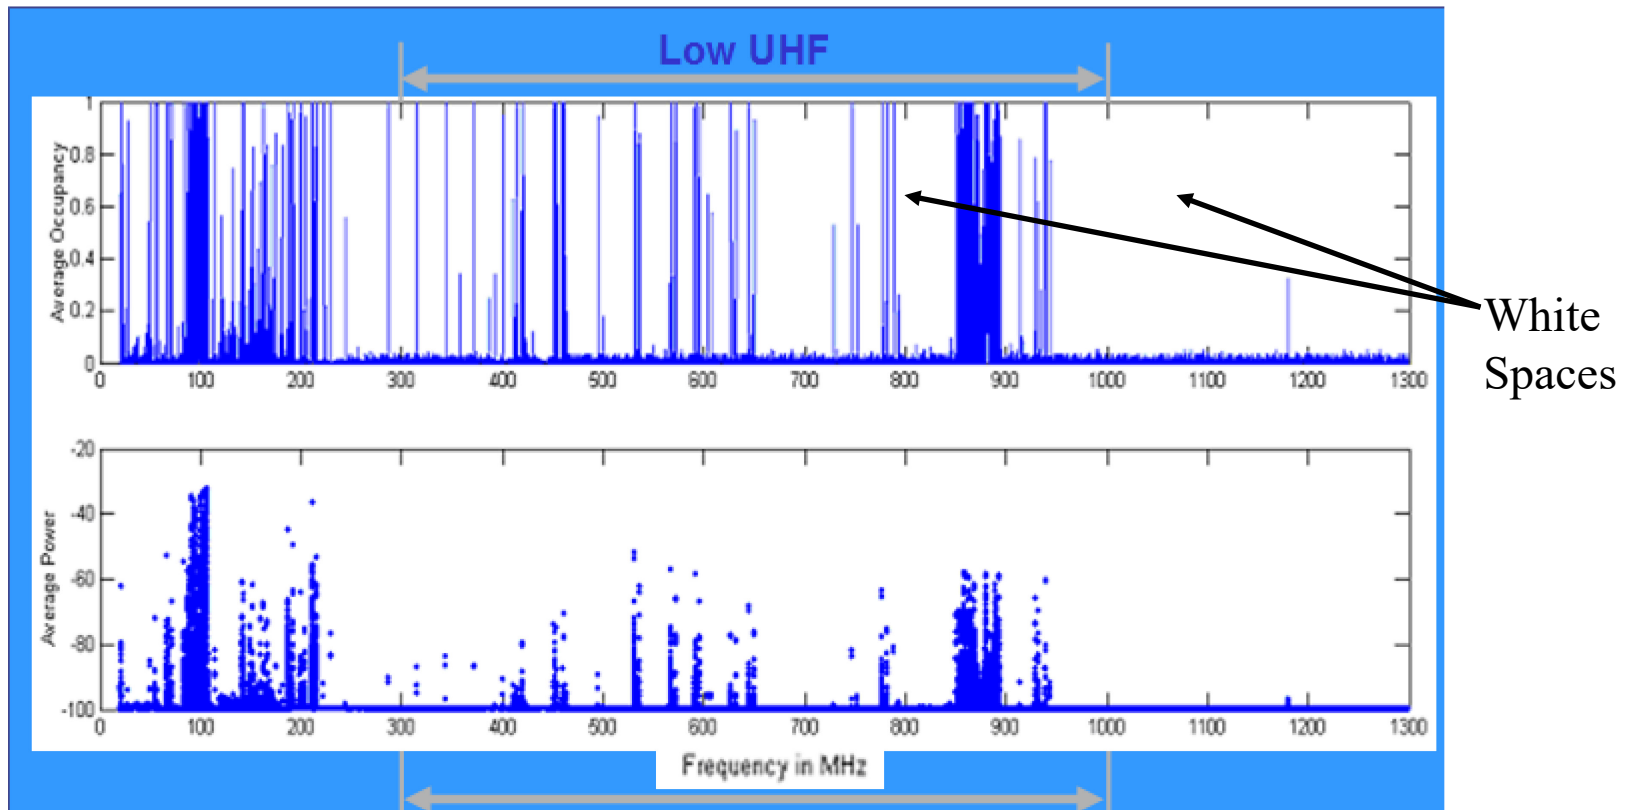 Low UHF
Average Occupancy
1
0.8
0.6
0.4
0.2
0
0 100 200 300 400 500 600 700 800 900 1000 1100 1200 1300
White
Spaces
Average Power
-20
-40
-60
-80
-100
0 100 200 300 400 500 600 700 800 900 1000 1100 1200 1300
Frequency in MHz